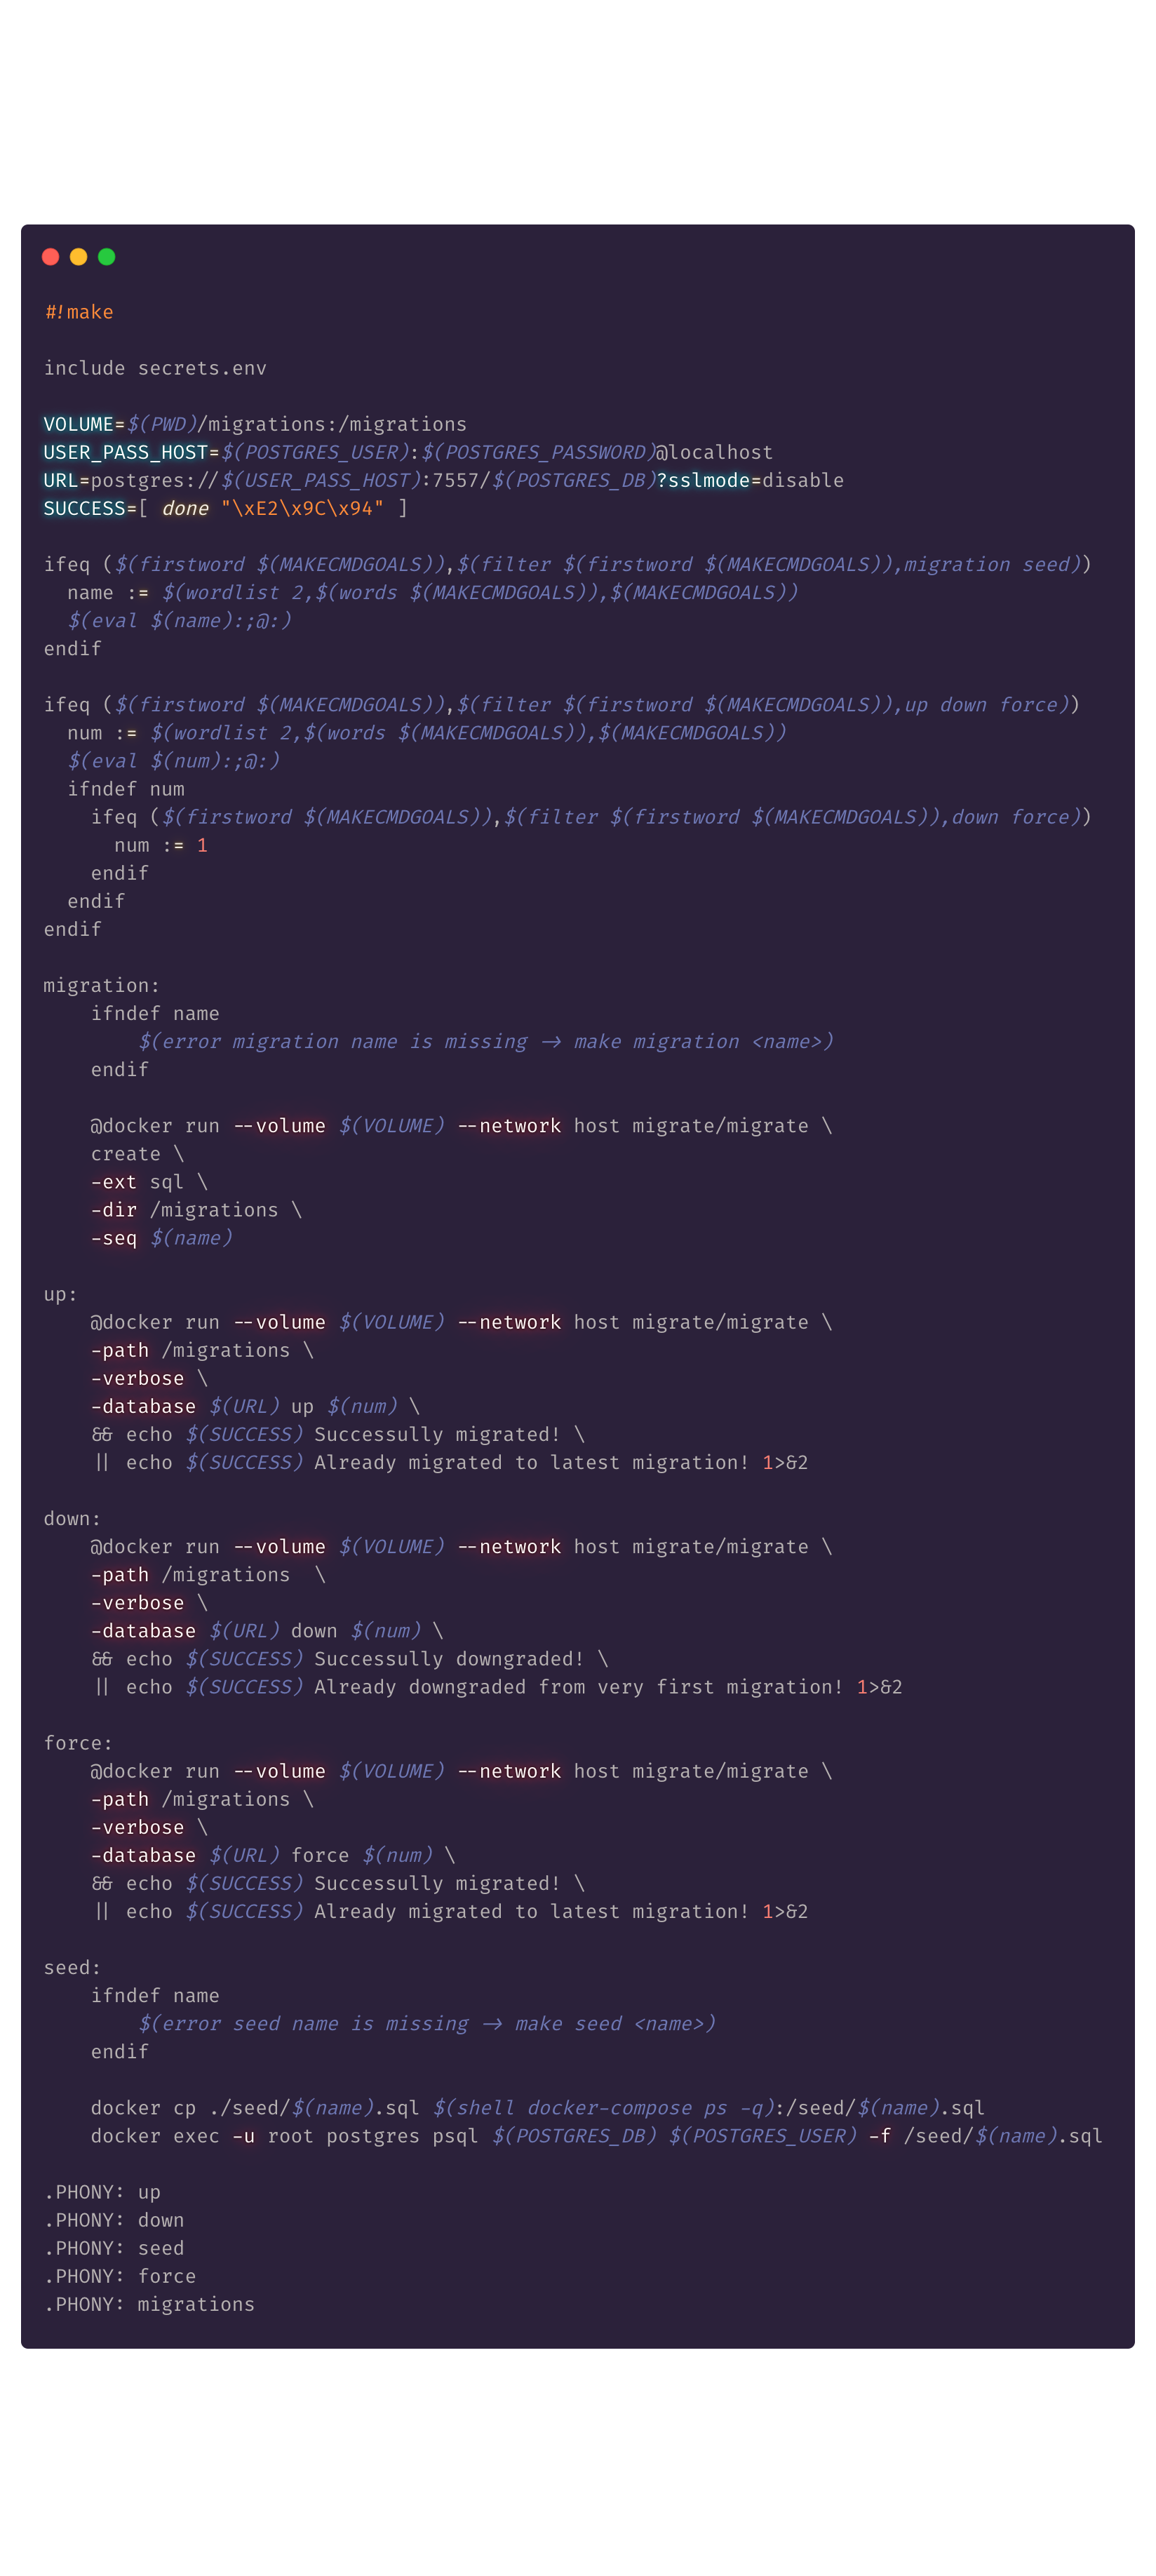 #!make

include secrets.env

VOLUME=$(PWD)/migrations:/migrations
USER_PASS_HOST=$(POSTGRES_USER):$(POSTGRES_PASSWORD)@localhost
URL=postgres://$(USER_PASS_HOST):7557/$(POSTGRES_DB)?sslmode=disable
SUCCESS=[ done "\xE2\x9C\x94" ]

ifeq ($(firstword $(MAKECMDGOALS)),$(filter $(firstword $(MAKECMDGOALS)),migration seed))
  name := $(wordlist 2,$(words $(MAKECMDGOALS)),$(MAKECMDGOALS))
  $(eval $(name):;@:)
endif

ifeq ($(firstword $(MAKECMDGOALS)),$(filter $(firstword $(MAKECMDGOALS)),up down force))
  num := $(wordlist 2,$(words $(MAKECMDGOALS)),$(MAKECMDGOALS))
  $(eval $(num):;@:)
  ifndef num
    ifeq ($(firstword $(MAKECMDGOALS)),$(filter $(firstword $(MAKECMDGOALS)),down force))
      num := 1
    endif
  endif
endif

migration:
    ifndef name
        $(error migration name is missing -> make migration <name>)
    endif

    @docker run --volume $(VOLUME) --network host migrate/migrate \
    create \
    -ext sql \
    -dir /migrations \
    -seq $(name)

up:
    @docker run --volume $(VOLUME) --network host migrate/migrate \
    -path /migrations \
    -verbose \
    -database $(URL) up $(num) \
    && echo $(SUCCESS) Successully migrated! \
    || echo $(SUCCESS) Already migrated to latest migration! 1>&2

down:
    @docker run --volume $(VOLUME) --network host migrate/migrate \
    -path /migrations  \
    -verbose \
    -database $(URL) down $(num) \
    && echo $(SUCCESS) Successully downgraded! \
    || echo $(SUCCESS) Already downgraded from very first migration! 1>&2

force:
    @docker run --volume $(VOLUME) --network host migrate/migrate \
    -path /migrations \
    -verbose \
    -database $(URL) force $(num) \
    && echo $(SUCCESS) Successully migrated! \
    || echo $(SUCCESS) Already migrated to latest migration! 1>&2

seed:
    ifndef name
        $(error seed name is missing -> make seed <name>)
    endif

    docker cp ./seed/$(name).sql $(shell docker-compose ps -q):/seed/$(name).sql
    docker exec -u root postgres psql $(POSTGRES_DB) $(POSTGRES_USER) -f /seed/$(name).sql

.PHONY: up
.PHONY: down
.PHONY: seed
.PHONY: force
.PHONY: migrations